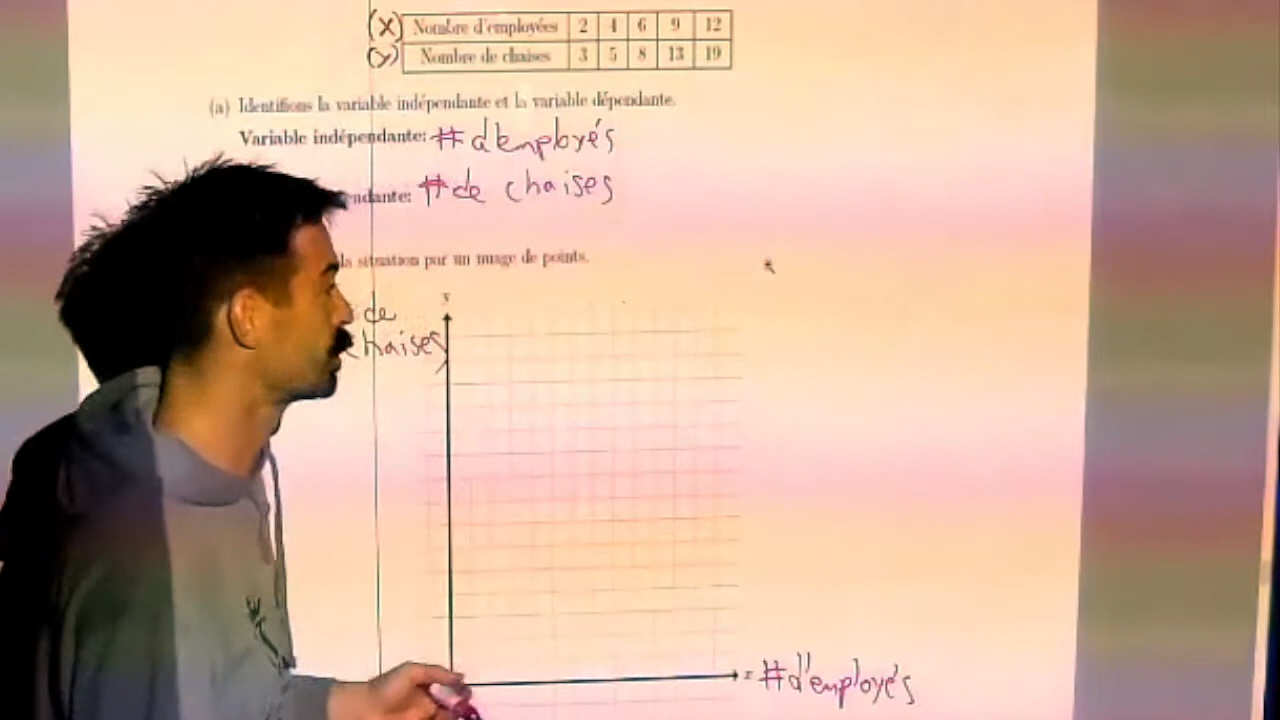 (x) Nombre d'employées 2 4 6 9 12
(y) Nombre de chaises 3 5 8 13 19
(a) Identifions la variable indépendante et la variable dépendante.
Variable indépendante: # d'employés
endante: # de chaises
la situation par un nuage de points.
y
de
chaises
x # d'employés